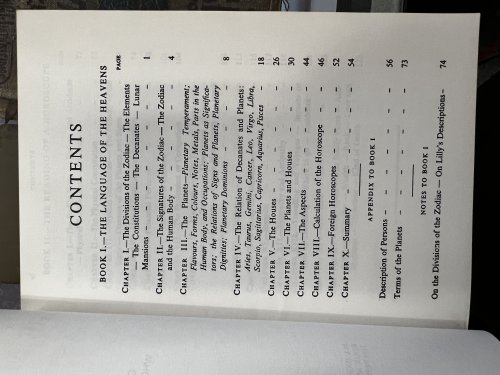 CONTENTS
BOOK I.—THE LANGUAGE OF THE HEAVENS
PAGE
CHAPTER I.—The Divisions of the Zodiac — The Elements
— The Constitutions — The Decanates — Lunar
Mansions – – – – – – 1
CHAPTER II.—The Signatures of the Zodiac — The Zodiac
and the Human Body – – – – – 4
CHAPTER III.—The Planets—Planetary Temperament;
Flavours, Forms, Colours, Notes, Metals, Parts in the
Human Body, and Occupations; Planets as Significa-
tors; the Relations of Signs and Planets, Planetary
Dignities; Planetary Dominions – – – 8
CHAPTER IV.—The Relation of Decanates and Planets:
Aries, Taurus, Gemini, Cancer, Leo, Virgo, Libra,
Scorpio, Sagittarius, Capricorn, Aquarius, Pisces 18
CHAPTER V.—The Houses – – – – 26
CHAPTER VI.—The Planets and Houses – – – 30
CHAPTER VII.—The Aspects – – – – 44
CHAPTER VIII.—Calculation of the Horoscope – – 46
CHAPTER IX.—Foreign Horoscopes – – – 52
CHAPTER X.—Summary – – – – – 54
APPENDIX TO BOOK I
Description of Persons – – – – – 56
Terms of the Planets – – – – – 73
NOTES TO BOOK I
On the Divisions of the Zodiac — On Lilly's Descriptions – 74